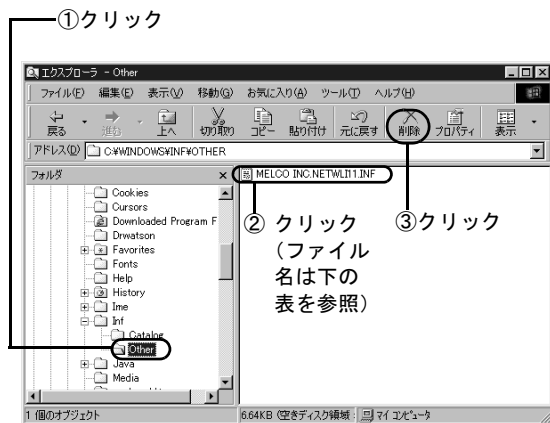 ①クリック
エクスプローラ - Other
ファイル(F) 編集(E) 表示(V) 移動(G) お気に入り(A) ツール(T) ヘルプ(H)
戻る 進む 上へ 切り取り コピー 貼り付け 元に戻す 削除 プロパティ 表示
アドレス(D) C:¥WINDOWS¥INF¥OTHER
フォルダ ×
MELCO INC.NETWLI11.INF
Cookies
Cursors
Downloaded Program F
Drwatson
Favorites
Fonts
Help
History
Ime
Inf
Catalog
Other
Java
Media
② クリック
(ファイル
名は下の
表を参照)
③クリック
1 個のオブジェクト 6.64KB (空きディスク領域: マイ コンピュータ